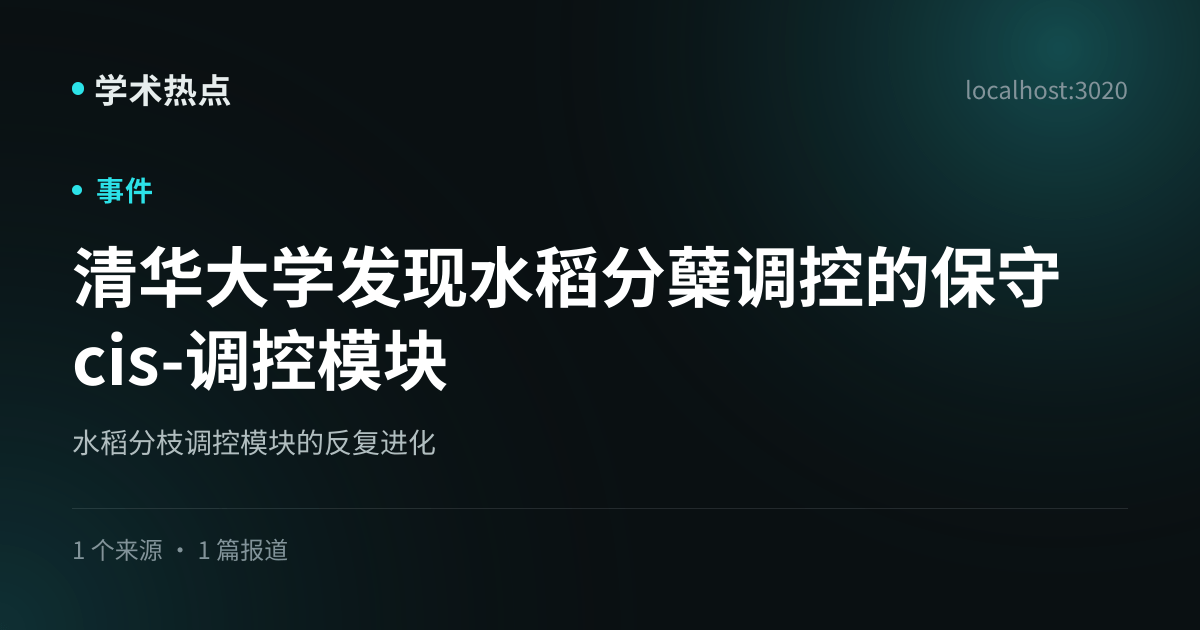 学术热点
localhost:3020
事件
清华大学发现水稻分蘖调控的保守
cis-调控模块
水稻分枝调控模块的反复进化
1 个来源 · 1 篇报道